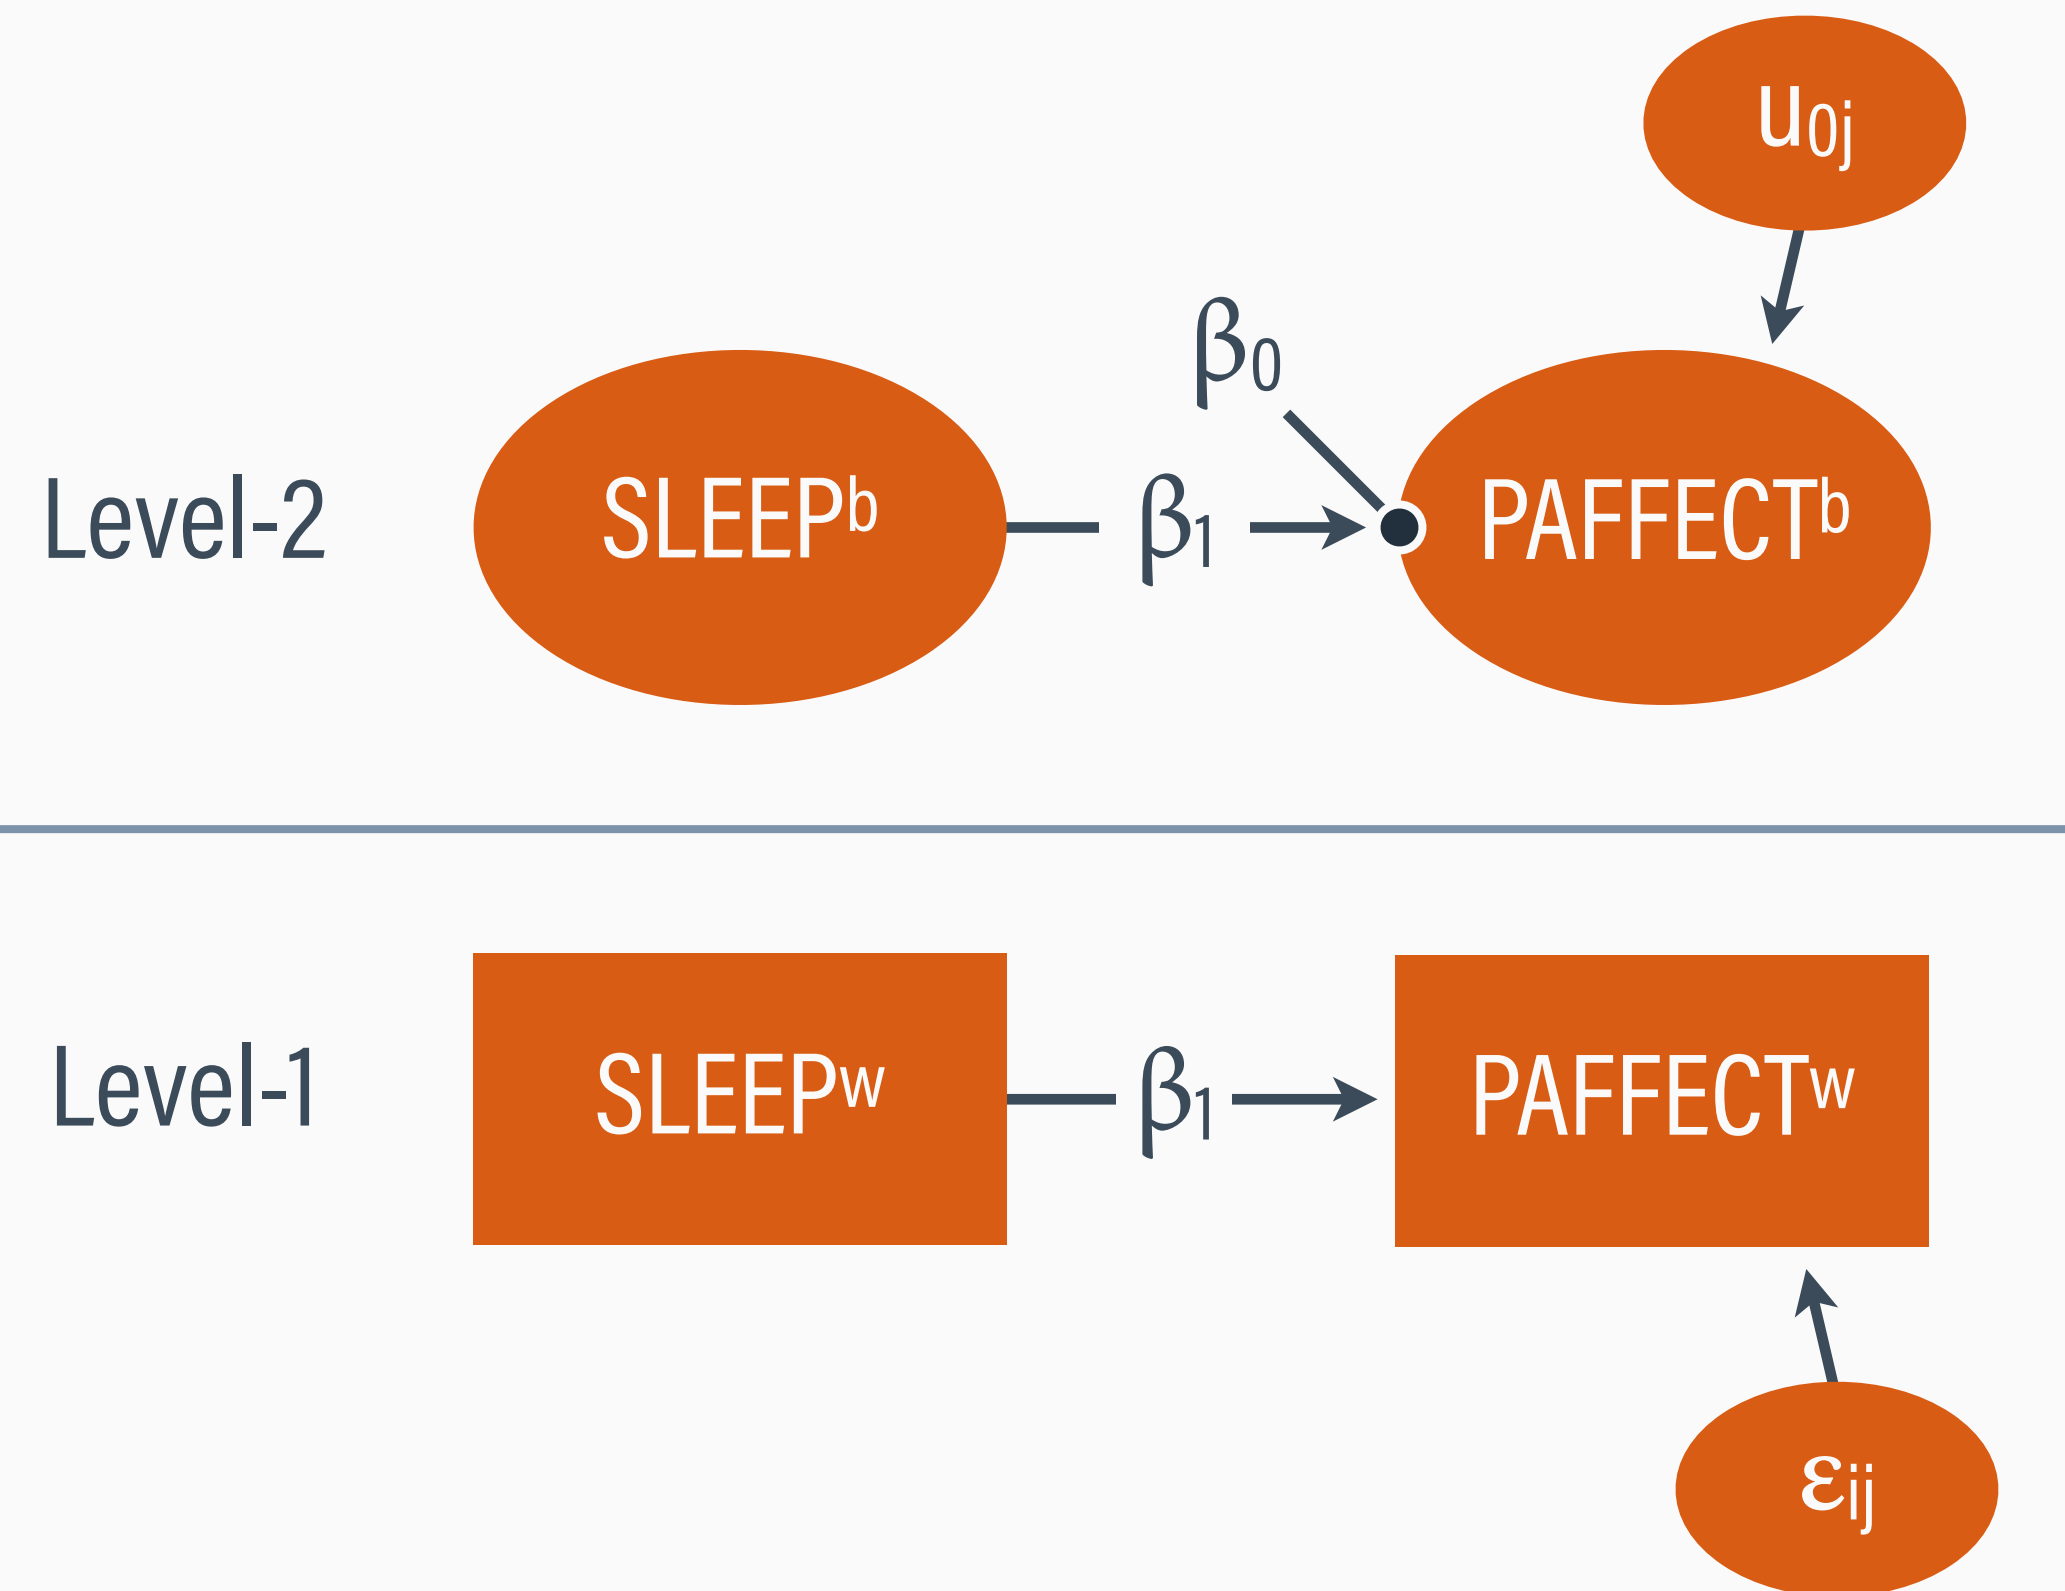 u₀ⱼ
β₀
Level-2
SLEEPᵇ
β₁
PAFFECTᵇ
Level-1
SLEEPʷ
β₁
PAFFECTʷ
εᵢⱼ